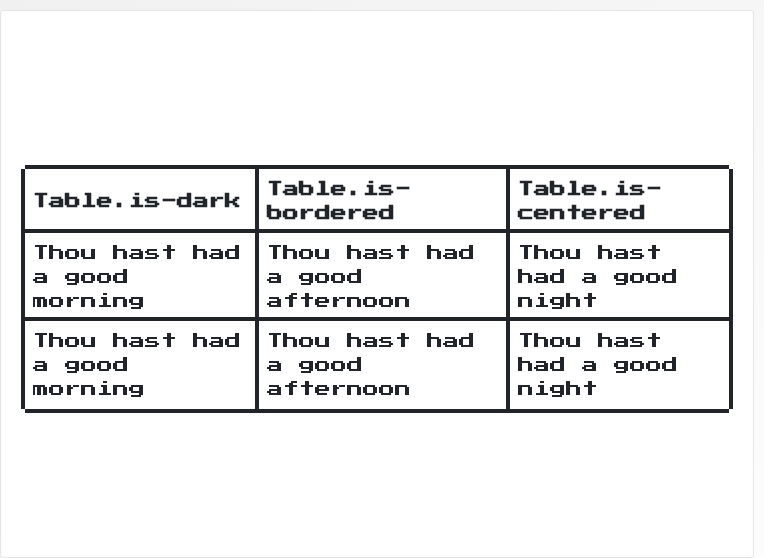 Table.is-dark
Table.is-
bordered
Table.is-
centered
Thou hast had
a good
morning
Thou hast had
a good
afternoon
Thou hast
had a good
night
Thou hast had
a good
morning
Thou hast had
a good
afternoon
Thou hast
had a good
night